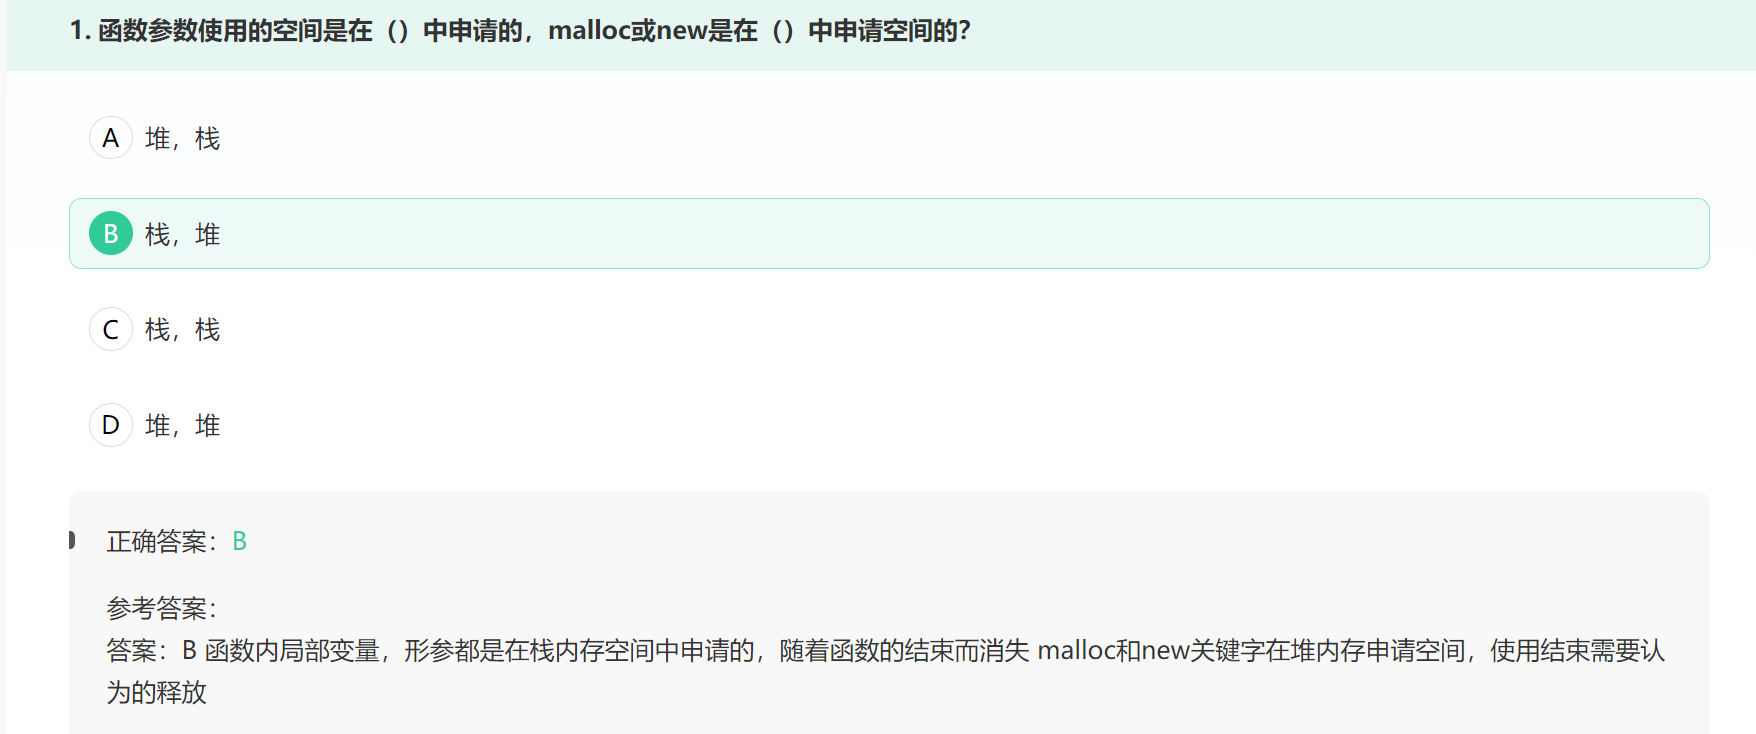 1. 函数参数使用的空间是在（）中申请的，malloc或new是在（）中申请空间的？
A 堆，栈
B 栈，堆
C 栈，栈
D 堆，堆
正确答案：B
参考答案：
答案：B 函数内局部变量，形参都是在栈内存空间中申请的，随着函数的结束而消失 malloc和new关键字在堆内存申请空间，使用结束需要认
为的释放